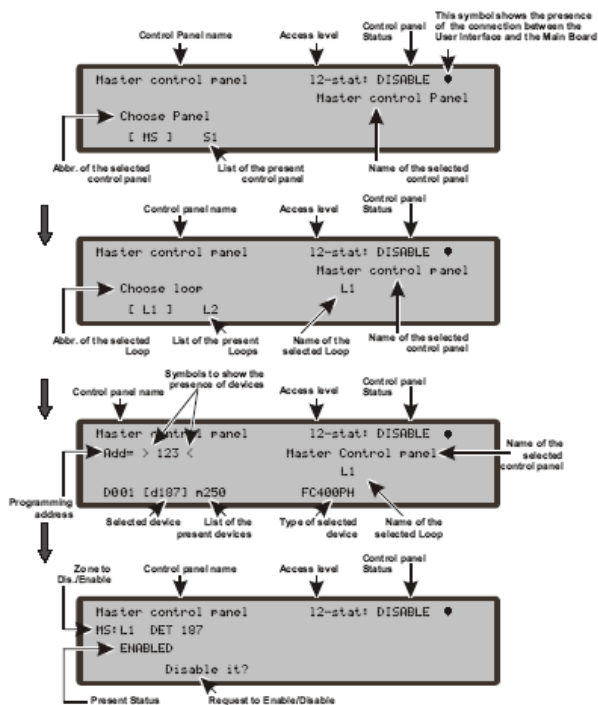 This symbol shows the presence
of the connection between the
User Interface and the Main Board
Control Panel name
Access level
Control panel
Status
Master control panel 12-stat: DISABLE
Master control Panel
Choose Panel
[ MS ] S1
Abbr. of the selected
control panel
List of the present
control panel
Name of the selected
control panel
Control panel name
Access level
Control panel
Status
Master control panel 12-stat: DISABLE
Master control panel
Choose loop
L1
[ L1 ] L2
Abbr. of the selected
Loop
List of the present
Loops
Name of the
selected Loop
Name of the selected
control panel
Symbols to show the
presence of devices
Control panel name
Access level
Control panel
Status
Master control panel 12-stat: DISABLE
Add= > 123 < Master Control panel
L1
D001 [d187] m250 FC400PH
Name of the
selected
control panel
Programming
address
Selected device
List of the
present devices
Type of selected
device
Name of the
selected Loop
Zone to
Dis./Enable
Control panel name
Access level
Control panel
Status
Master control panel 12-stat: DISABLE
MS:L1 DET 187
ENABLED
Disable it?
Present Status
Request to Enable/Disable